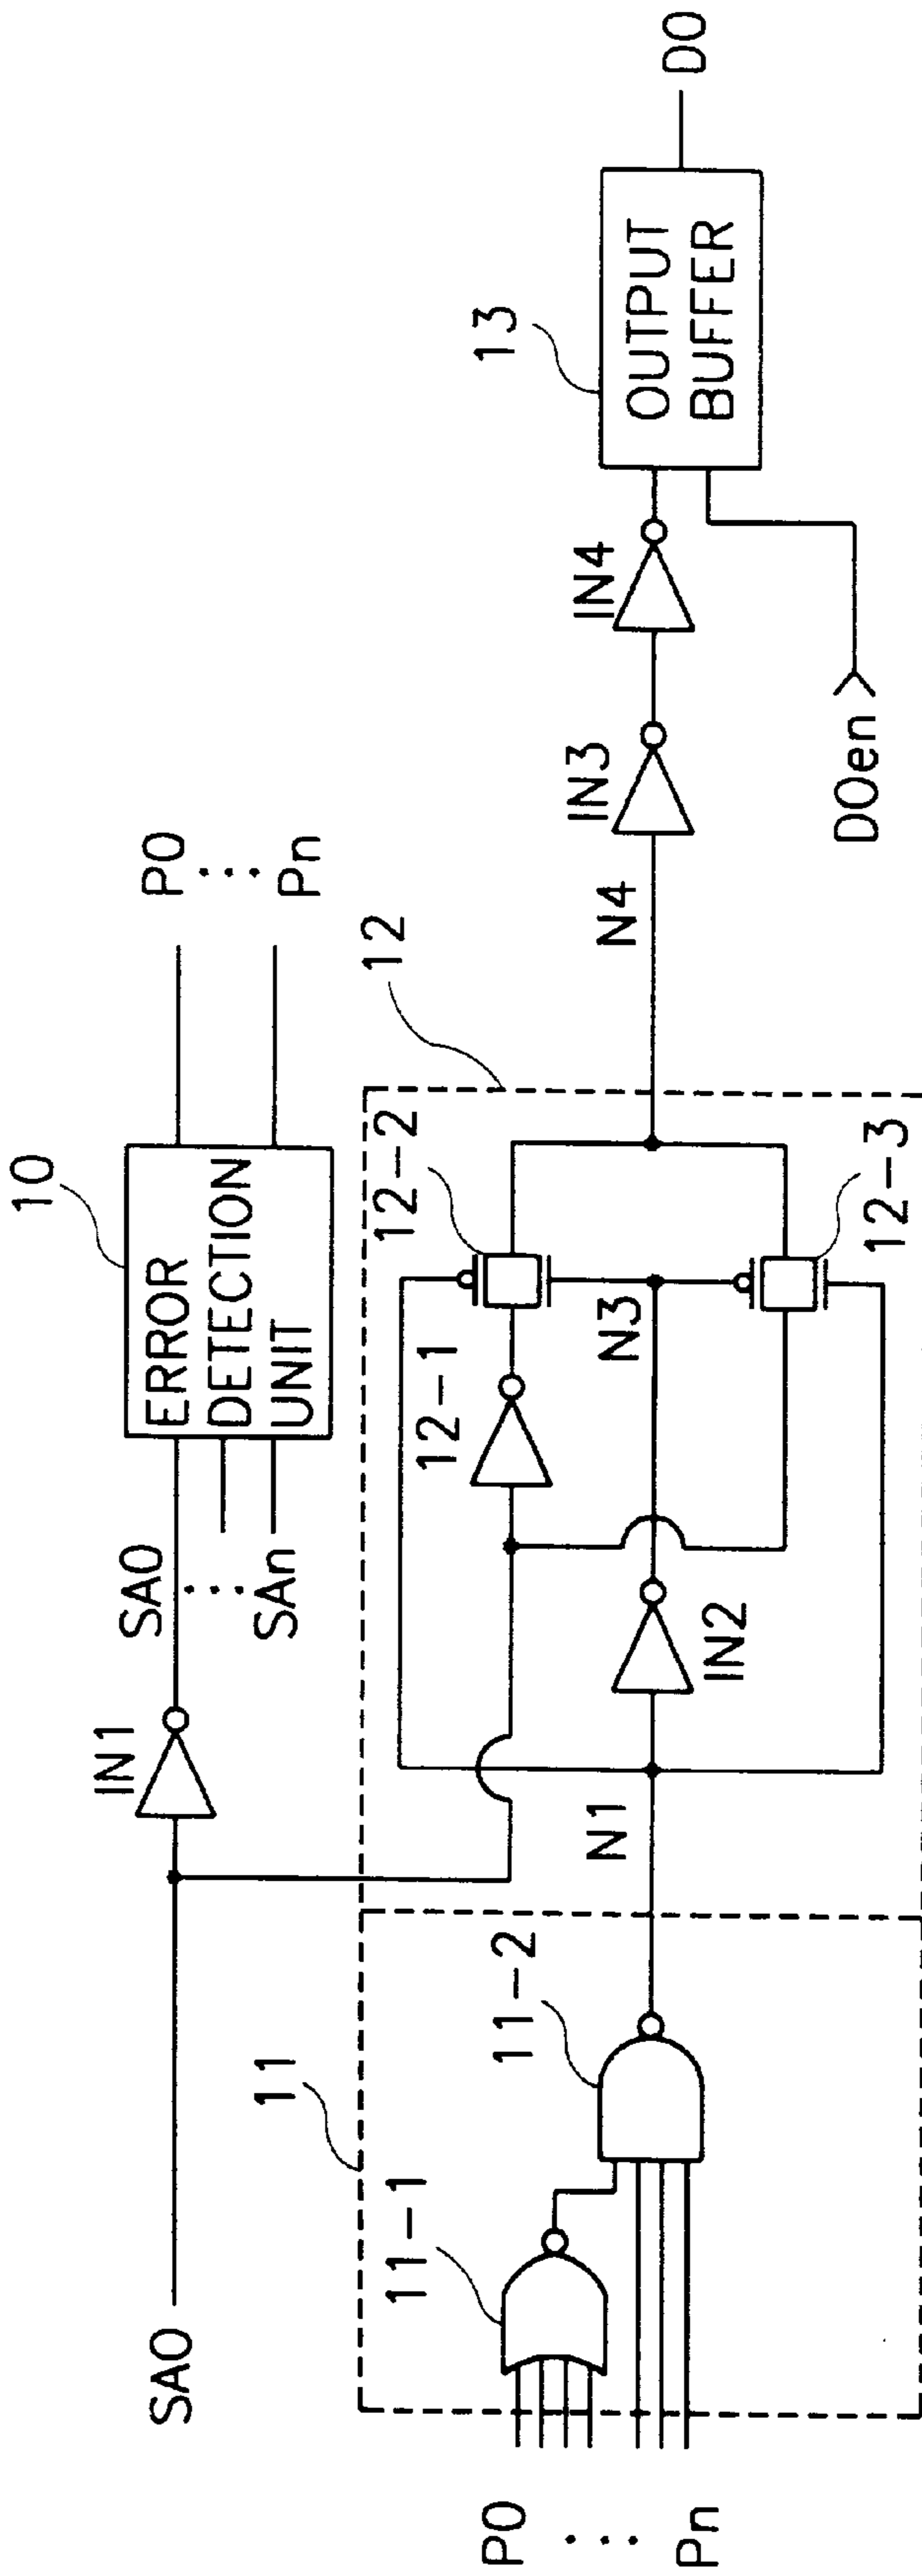 SA0
IN1
SA0
⋮
SAn
10
ERROR
DETECTION
UNIT
P0
⋮
Pn
11
11-1
11-2
P0
⋮
Pn
N1
IN2
12-1
N3
12-2
12-3
12
N4
IN3
IN4
13
OUTPUT
BUFFER
DO
DOen